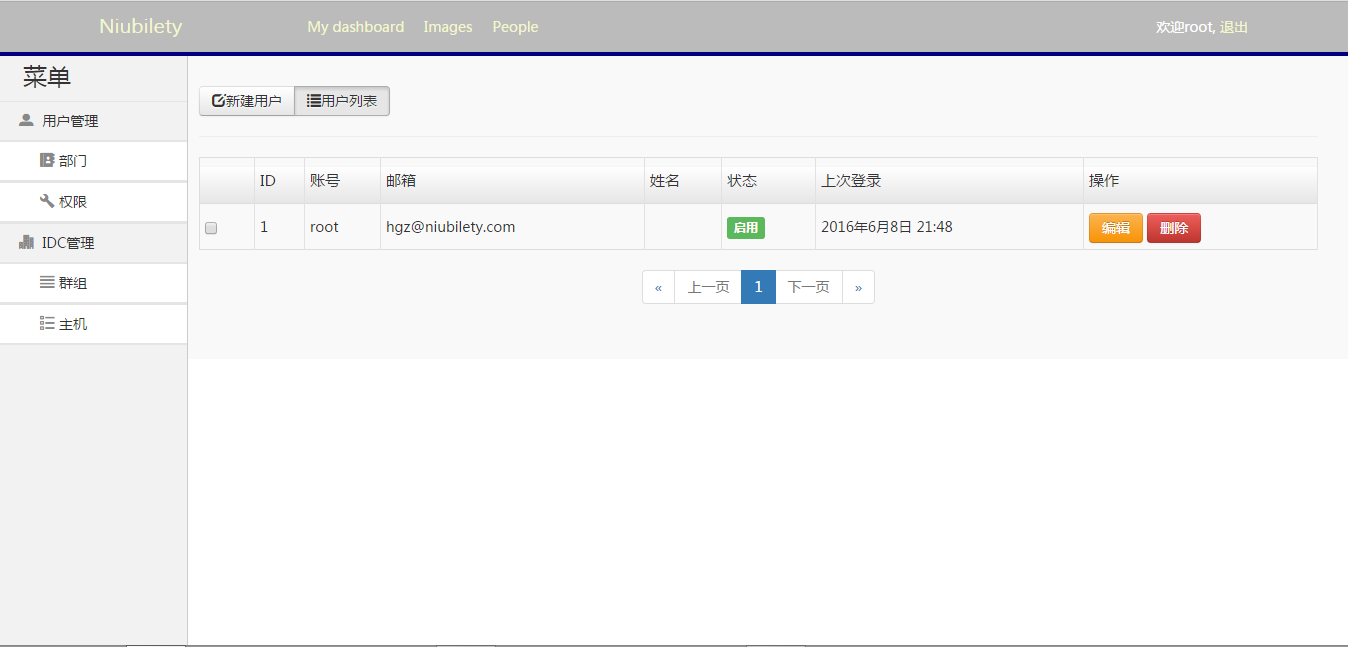 Niubilety My dashboard Images People 欢迎root, 退出
菜单
用户管理
部门
权限
IDC管理
群组
主机
新建用户 用户列表
ID 账号 邮箱 姓名 状态 上次登录 操作
1 root hgz@niubilety.com 启用 2016年6月8日 21:48 编辑 删除
« 上一页 1 下一页 »